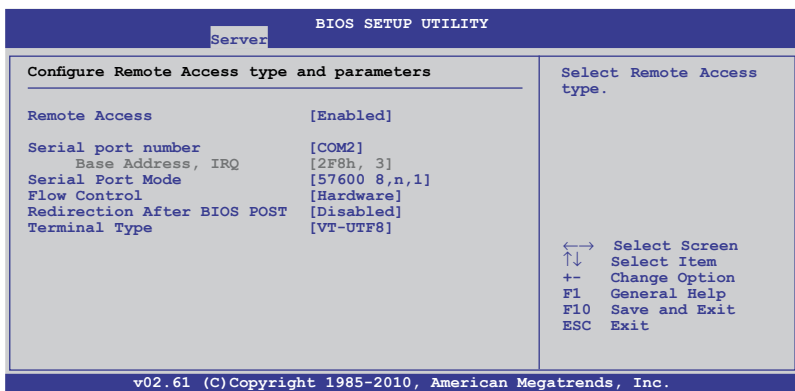 BIOS SETUP UTILITY
Server
Configure Remote Access type and parameters
Remote Access [Enabled]
Serial port number [COM2]
Base Address, IRQ [2F8h, 3]
Serial Port Mode [57600 8,n,1]
Flow Control [Hardware]
Redirection After BIOS POST [Disabled]
Terminal Type [VT-UTF8]
Select Remote Access
type.
←→ Select Screen
↑↓ Select Item
+- Change Option
F1 General Help
F10 Save and Exit
ESC Exit
v02.61 (C)Copyright 1985-2010, American Megatrends, Inc.